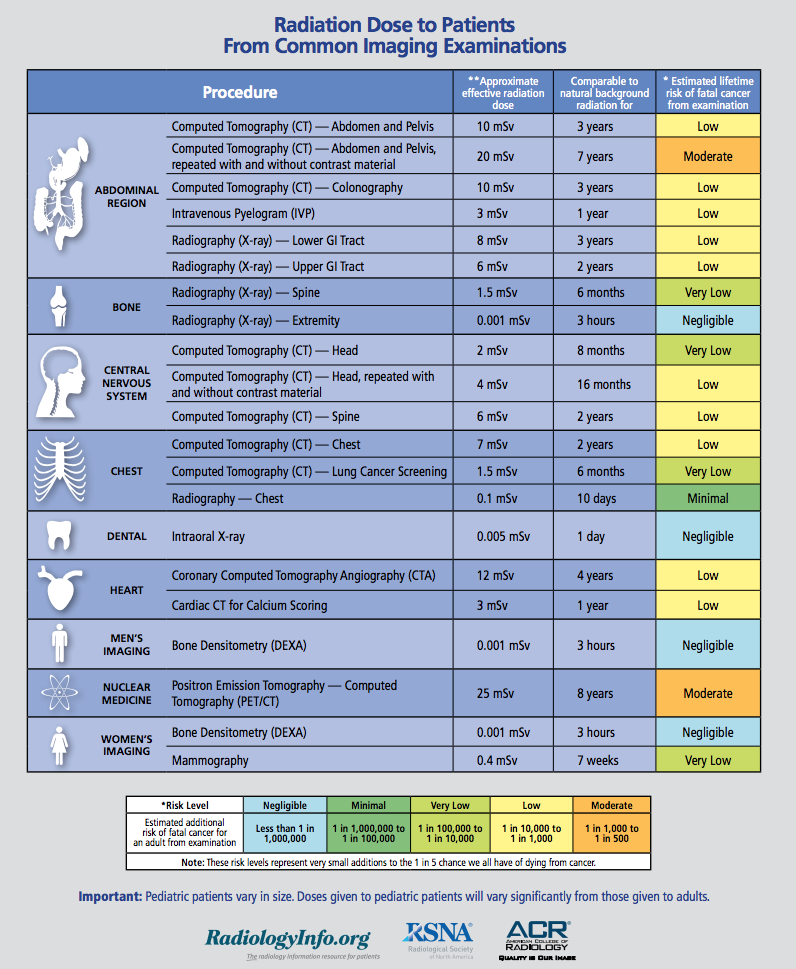 Radiation Dose to Patients
From Common Imaging Examinations
Procedure
**Approximate
effective radiation
dose
Comparable to
natural background
radiation for
* Estimated lifetime
risk of fatal cancer
from examination
ABDOMINAL
REGION
Computed Tomography (CT) — Abdomen and Pelvis 10 mSv 3 years Low
Computed Tomography (CT) — Abdomen and Pelvis,
repeated with and without contrast material 20 mSv 7 years Moderate
Computed Tomography (CT) — Colonography 10 mSv 3 years Low
Intravenous Pyelogram (IVP) 3 mSv 1 year Low
Radiography (X-ray) — Lower GI Tract 8 mSv 3 years Low
Radiography (X-ray) — Upper GI Tract 6 mSv 2 years Low
BONE
Radiography (X-ray) — Spine 1.5 mSv 6 months Very Low
Radiography (X-ray) — Extremity 0.001 mSv 3 hours Negligible
CENTRAL
NERVOUS
SYSTEM
Computed Tomography (CT) — Head 2 mSv 8 months Very Low
Computed Tomography (CT) — Head, repeated with
and without contrast material 4 mSv 16 months Low
Computed Tomography (CT) — Spine 6 mSv 2 years Low
CHEST
Computed Tomography (CT) — Chest 7 mSv 2 years Low
Computed Tomography (CT) — Lung Cancer Screening 1.5 mSv 6 months Very Low
Radiography — Chest 0.1 mSv 10 days Minimal
DENTAL
Intraoral X-ray 0.005 mSv 1 day Negligible
HEART
Coronary Computed Tomography Angiography (CTA) 12 mSv 4 years Low
Cardiac CT for Calcium Scoring 3 mSv 1 year Low
MEN'S
IMAGING
Bone Densitometry (DEXA) 0.001 mSv 3 hours Negligible
NUCLEAR
MEDICINE
Positron Emission Tomography — Computed
Tomography (PET/CT) 25 mSv 8 years Moderate
WOMEN'S
IMAGING
Bone Densitometry (DEXA) 0.001 mSv 3 hours Negligible
Mammography 0.4 mSv 7 weeks Very Low
*Risk Level Negligible Minimal Very Low Low Moderate
Estimated additional
risk of fatal cancer for
an adult from examination
Less than 1 in
1,000,000
1 in 1,000,000 to
1 in 100,000
1 in 100,000 to
1 in 10,000
1 in 10,000 to
1 in 1,000
1 in 1,000 to
1 in 500
Note: These risk levels represent very small additions to the 1 in 5 chance we all have of dying from cancer.
Important: Pediatric patients vary in size. Doses given to pediatric patients will vary significantly from those given to adults.
RadiologyInfo.org
The radiology information resource for patients
RSNA®
Radiological Society
of North America
ACR®
AMERICAN COLLEGE OF
RADIOLOGY
QUALITY IS OUR IMAGE